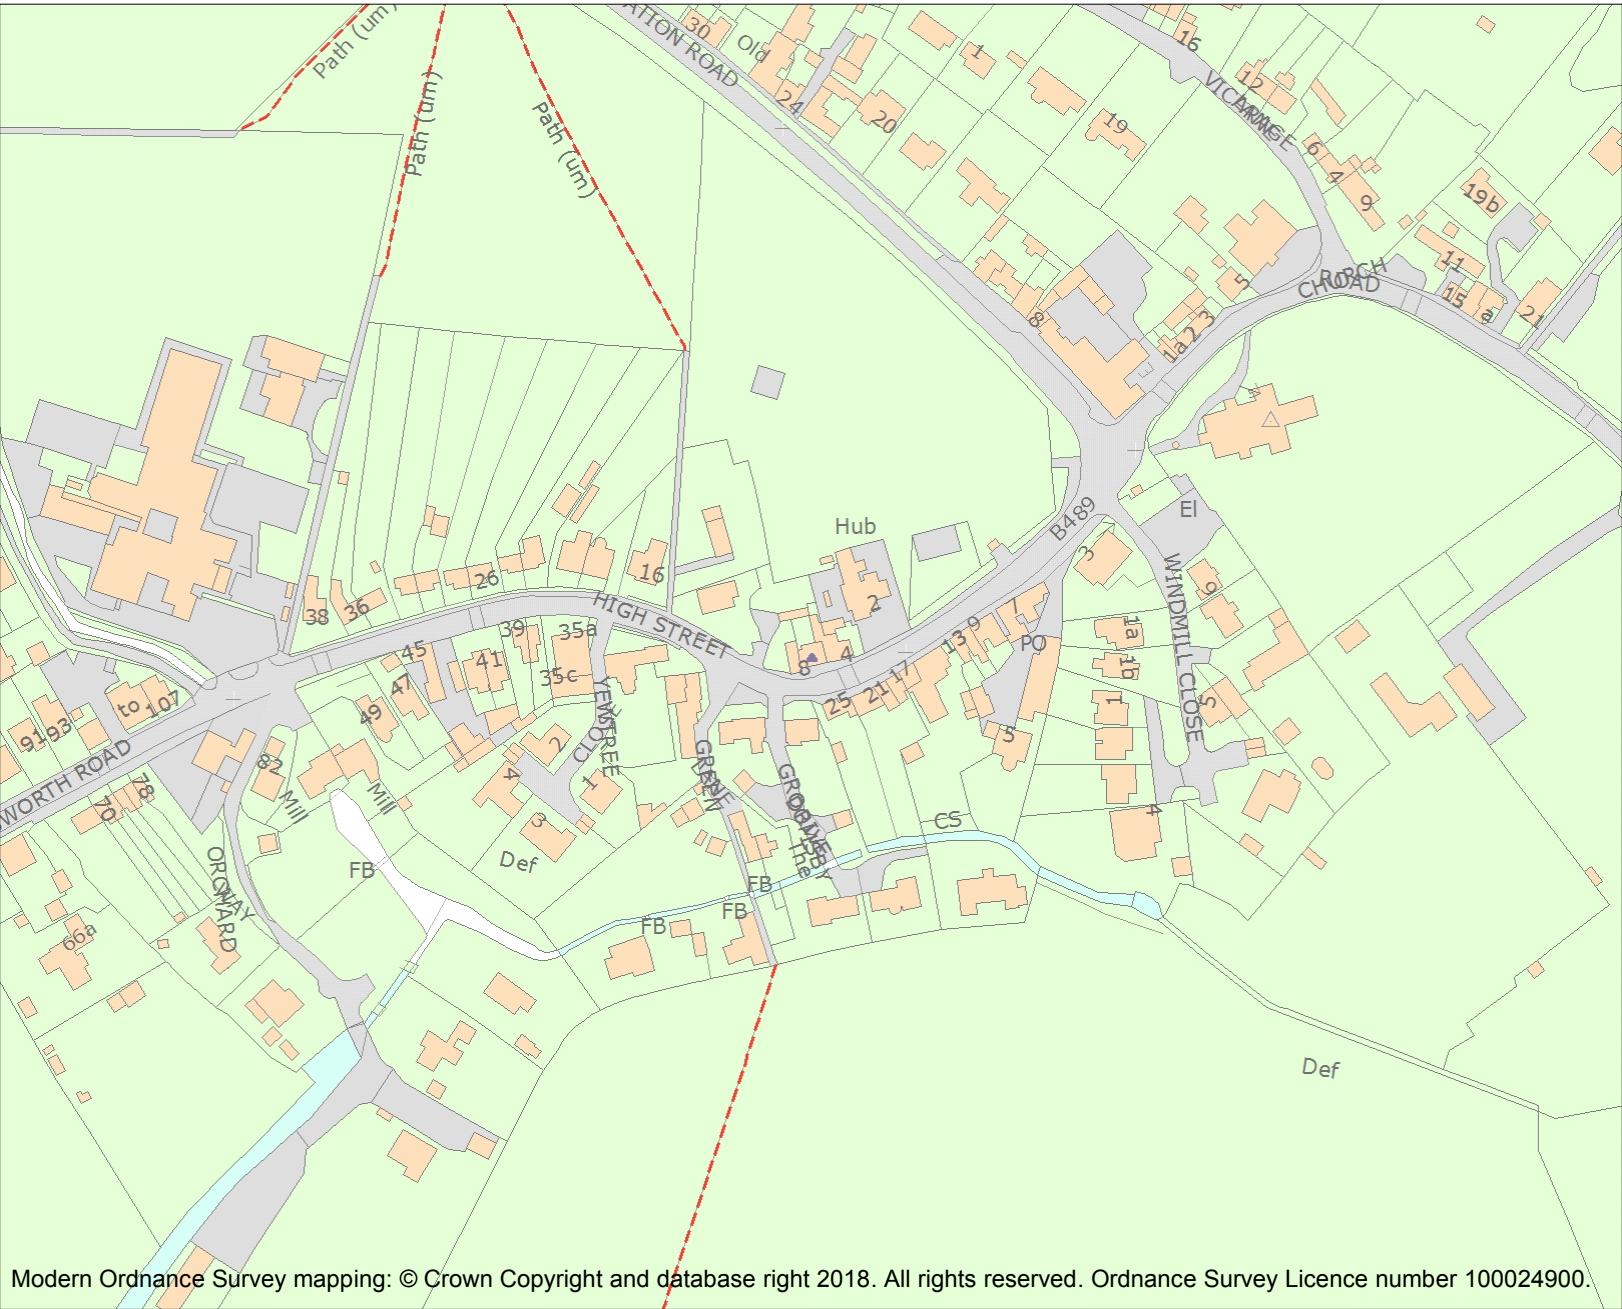 Path (um)
Path (um)
Path (um)
ATION ROAD
30
Old
24
20
1
19
16
12
VICARAGE
6
4
9
19b
11
15
a
21
5
CHURCH
ROAD
8
1a
2
3
El
B489
3
WINDMILL CLOSE
9
Hub
2
HIGH STREET
16
26
36
38
39
35a
35c
41
45
47
49
YEWTREE
CLOSE
8
4
25
21
17
13
9
7
PO
1a
1b
1
5
5
4
to
107
91
93
WORTH ROAD
82
78
70
Mill
Mill
2
1
3
4
GREEN
LANE
The
CS
FB
Def
FB
FB
FB
ORCHARD
WAY
66a
Def
Modern Ordnance Survey mapping: © Crown Copyright and database right 2018. All rights reserved. Ordnance Survey Licence number 100024900.